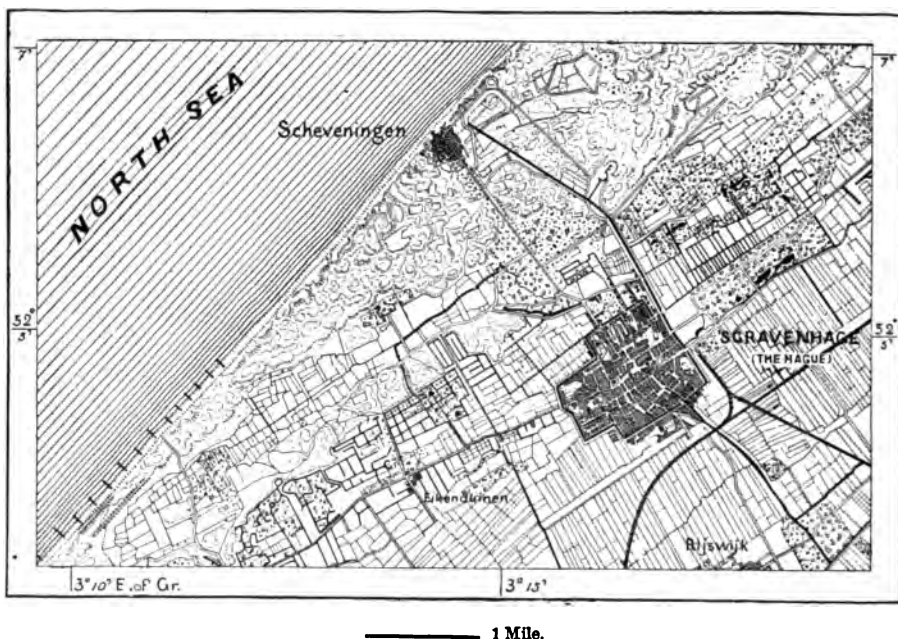 7'
7'
NORTH SEA
Scheveningen
52°
5'
52°
5'
SGRAVENHAGE
(THE HAGUE)
Eikenduinen
Rijswijk
3° 10' E. of Gr.
3° 15'
1 Mile.